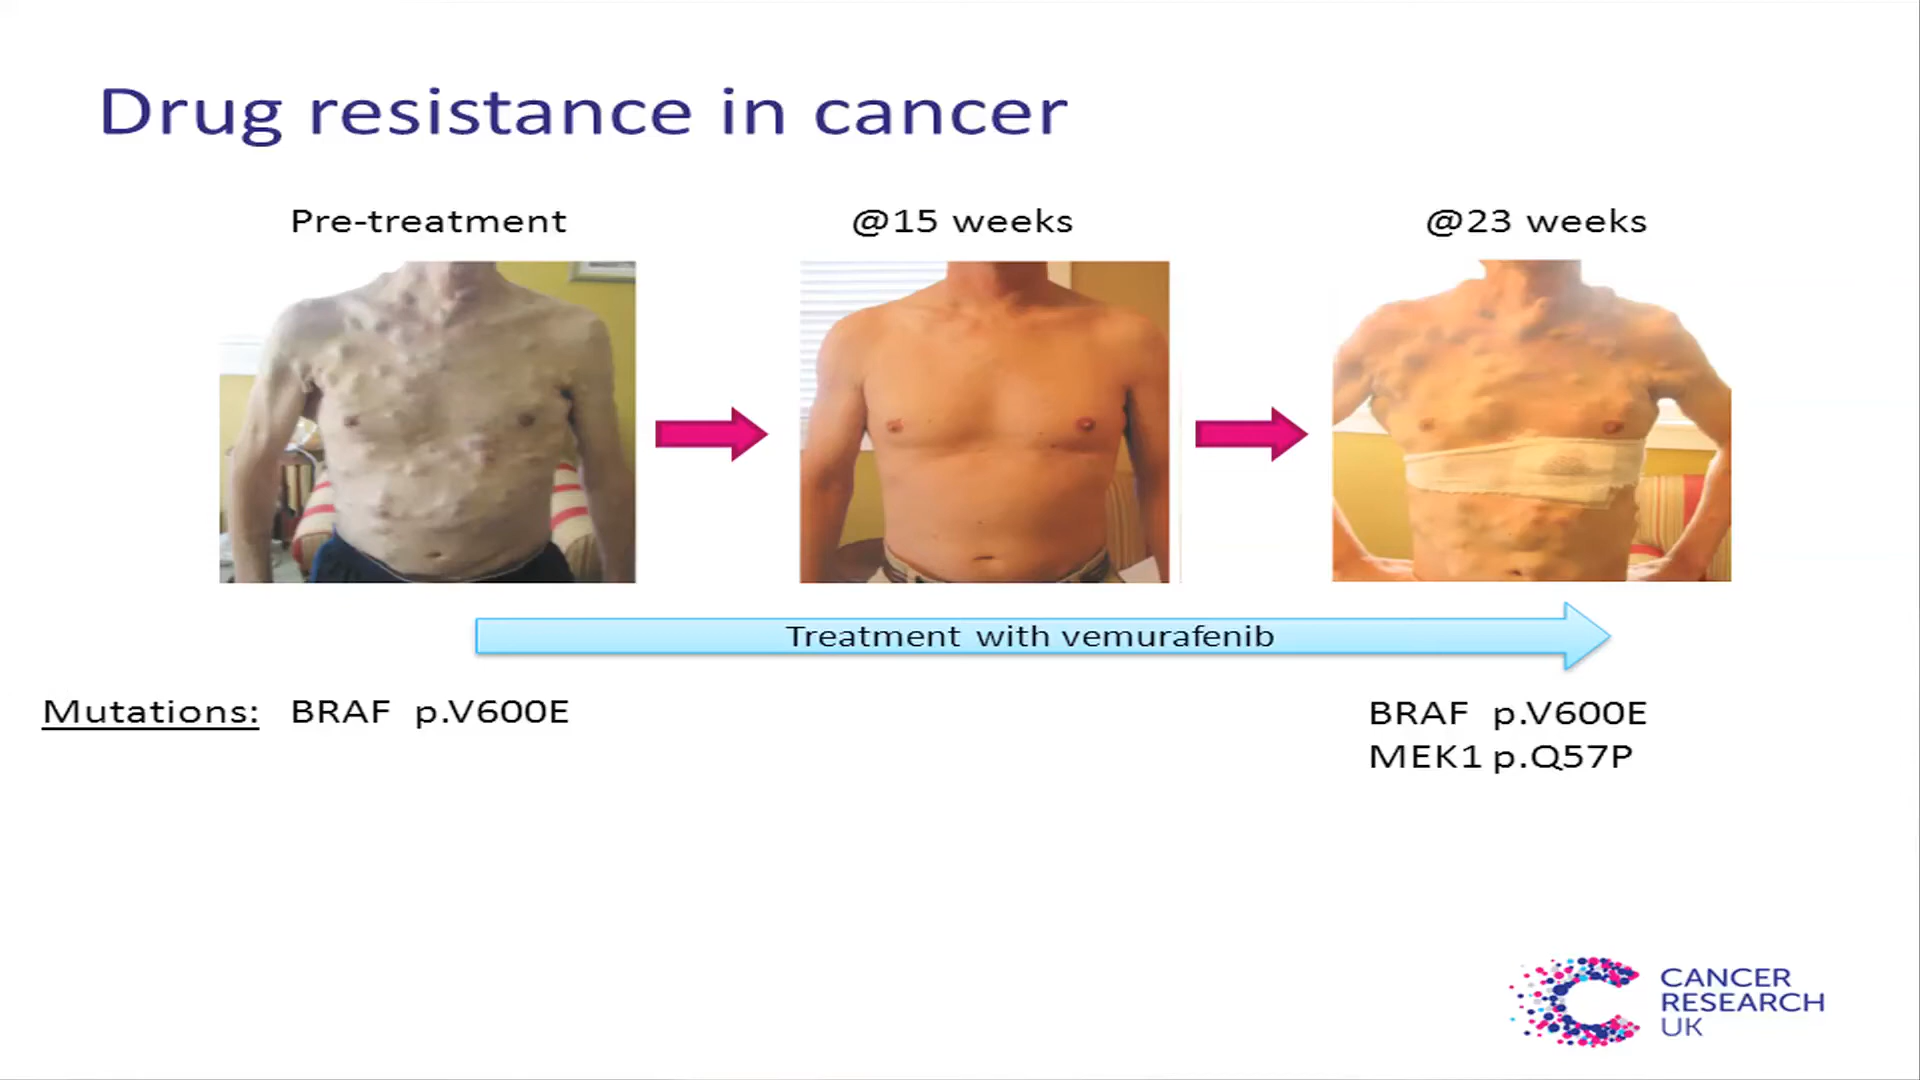 Drug resistance in cancer
Pre-treatment
@15 weeks
@23 weeks
Treatment with vemurafenib
Mutations: BRAF p.V600E
BRAF p.V600E
MEK1 p.Q57P
CANCER
RESEARCH
UK